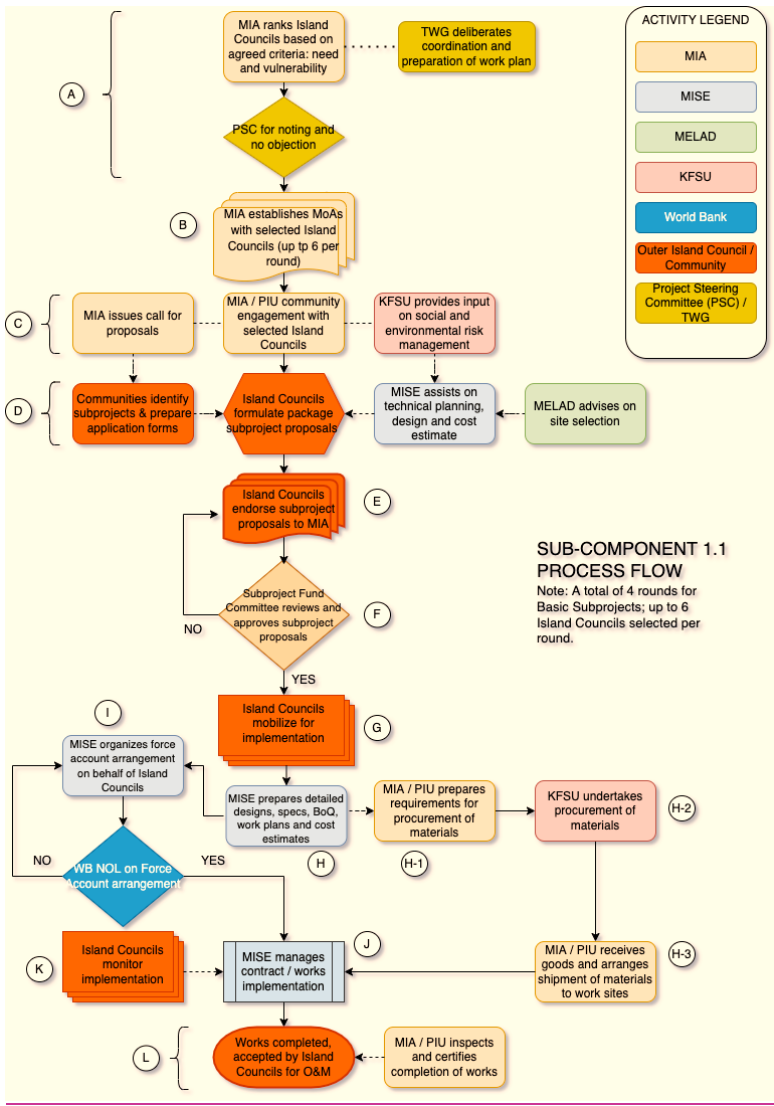 MIA ranks Island
Councils based on
agreed criteria: need
and vulnerability
TWG deliberates
coordination and
preparation of work plan
A
PSC for noting and
no objection
B
MIA establishes MoAs
with selected Island
Councils (up tp 6 per
round)
C
MIA issues call for
proposals
MIA / PIU community
engagement with
selected Island
Councils
KFSU provides input
on social and
environmental risk
management
D
Communities identify
subprojects & prepare
application forms
Island Councils
formulate package
subproject proposals
MISE assists on
technical planning,
design and cost
estimate
MELAD advises on
site selection
Island Councils
endorse subproject
proposals to MIA
E
Subproject Fund
Committee reviews and
approves subproject
proposals
F
NO
YES
Island Councils
mobilize for
implementation
G
I
MISE organizes force
account arrangement
on behalf of Island
Councils
MISE prepares detailed
designs, specs, BoQ,
work plans and cost
estimates
H
MIA / PIU prepares
requirements for
procurement of
materials
H-1
KFSU undertakes
procurement of
materials
H-2
NO
WB NOL on Force
Account arrangement
YES
K
Island Councils
monitor
implementation
MISE manages
contract / works
implementation
J
MIA / PIU receives
goods and arranges
shipment of materials
to work sites
H-3
L
Works completed,
accepted by Island
Councils for O&M
MIA / PIU inspects
and certifies
completion of works
ACTIVITY LEGEND
MIA
MISE
MELAD
KFSU
World Bank
Outer Island Council /
Community
Project Steering
Committee (PSC) /
TWG
SUB-COMPONENT 1.1
PROCESS FLOW
Note: A total of 4 rounds for
Basic Subprojects; up to 6
Island Councils selected per
round.